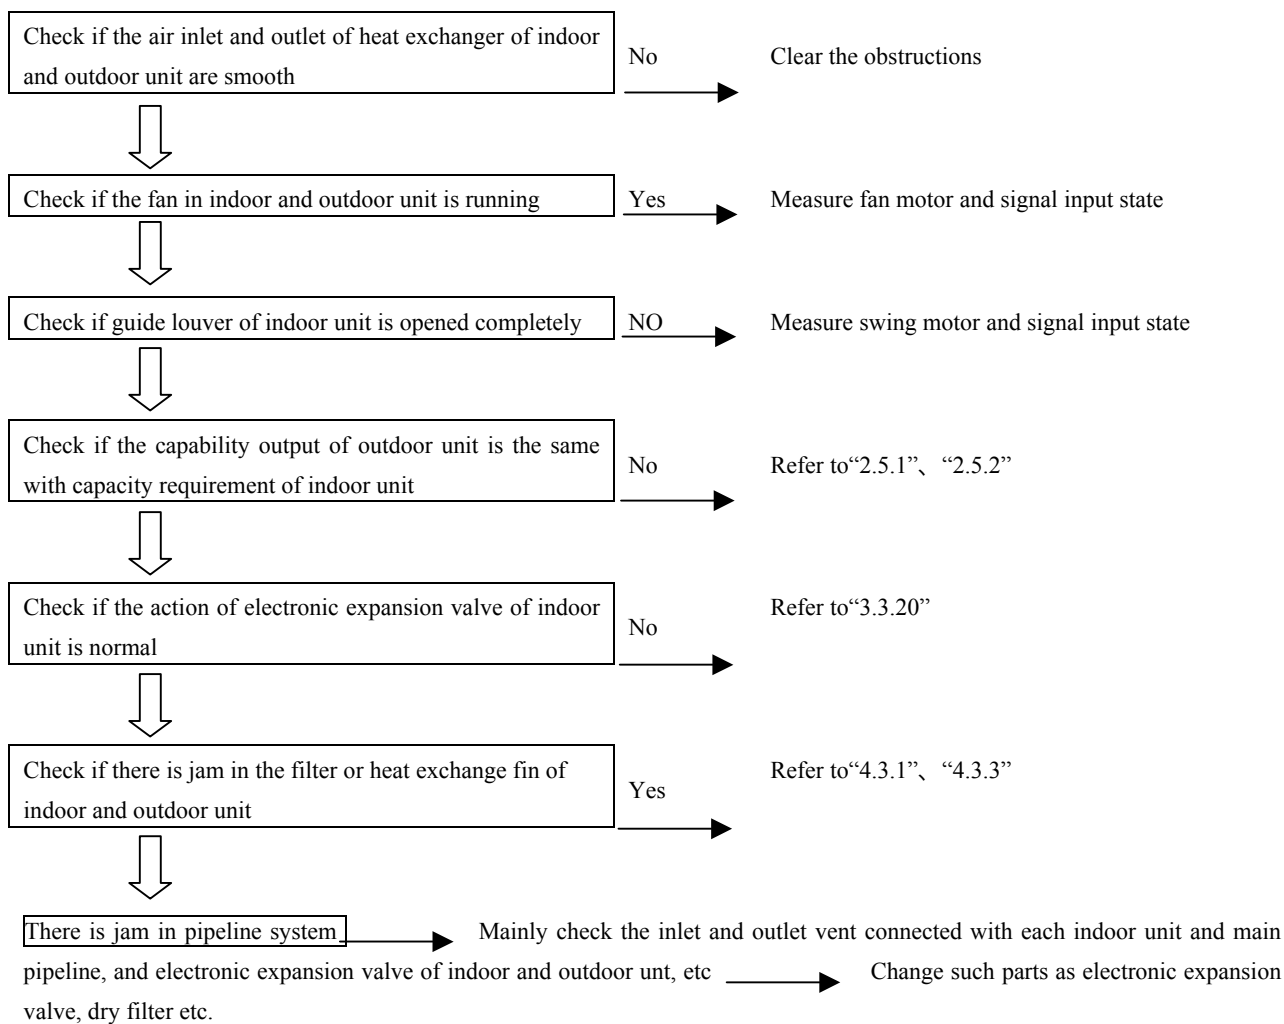 Check if the air inlet and outlet of heat exchanger of indoor
and outdoor unit are smooth
No
Clear the obstructions
Check if the fan in indoor and outdoor unit is running
Yes
Measure fan motor and signal input state
Check if guide louver of indoor unit is opened completely
NO
Measure swing motor and signal input state
Check if the capability output of outdoor unit is the same
with capacity requirement of indoor unit
No
Refer to“2.5.1”、“2.5.2”
Check if the action of electronic expansion valve of indoor
unit is normal
No
Refer to“3.3.20”
Check if there is jam in the filter or heat exchange fin of
indoor and outdoor unit
Yes
Refer to“4.3.1”、“4.3.3”
There is jam in pipeline system Mainly check the inlet and outlet vent connected with each indoor unit and main
pipeline, and electronic expansion valve of indoor and outdoor unt, etc Change such parts as electronic expansion
valve, dry filter etc.